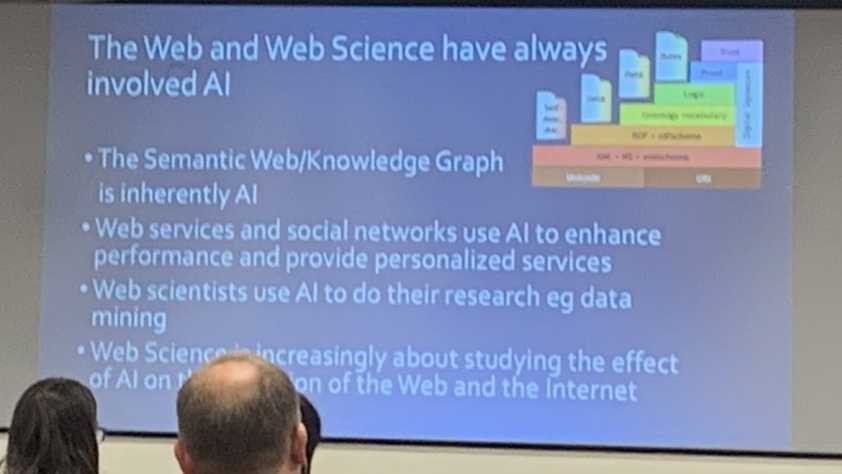 The Web and Web Science have always
involved AI
• The Semantic Web/Knowledge Graph
is inherently AI
• Web services and social networks use AI to enhance
performance and provide personalized services
• Web scientists use AI to do their research eg data
mining
• Web Science increasingly about studying the effect
of AI on on of the Web and the Internet
Trust
Rules
Proof
Data
Logic
Data
Ontology vocabulary
Self
desc.
doc.
RDF + rdfschema
XML + NS + xmlschema
Unicode URI
Digital Signature